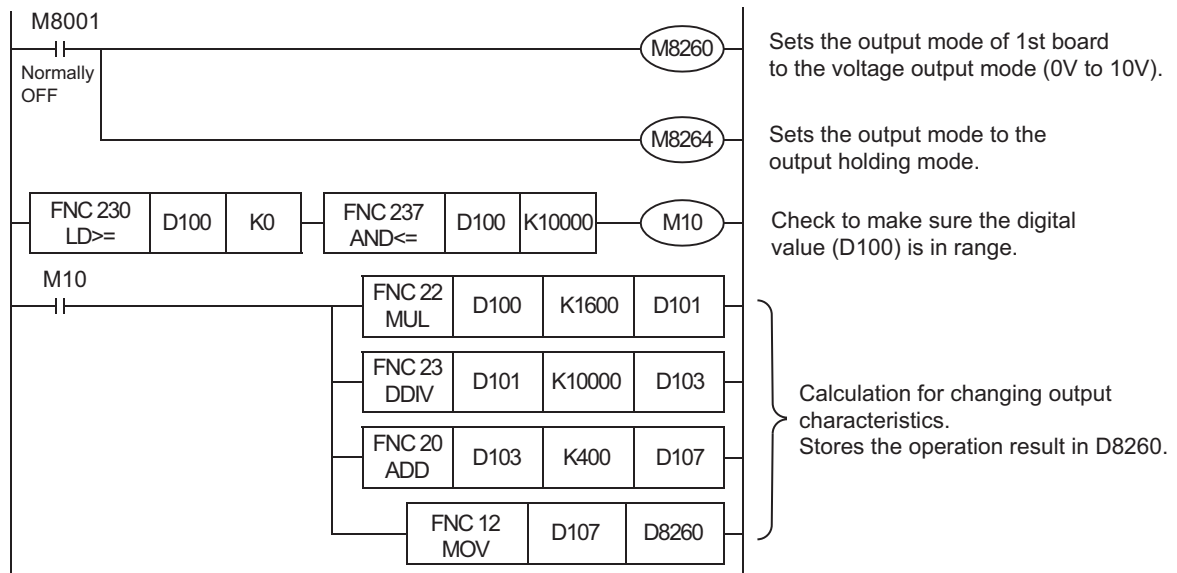 M8001
Normally
OFF
M8260
Sets the output mode of 1st board
to the voltage output mode (0V to 10V).
M8264
Sets the output mode to the
output holding mode.
FNC 230
LD>=
D100
K0
FNC 237
AND<=
D100
K10000
M10
Check to make sure the digital
value (D100) is in range.
M10
FNC 22
MUL
D100
K1600
D101
FNC 23
DDIV
D101
K10000
D103
FNC 20
ADD
D103
K400
D107
FNC 12
MOV
D107
D8260
Calculation for changing output
characteristics.
Stores the operation result in D8260.